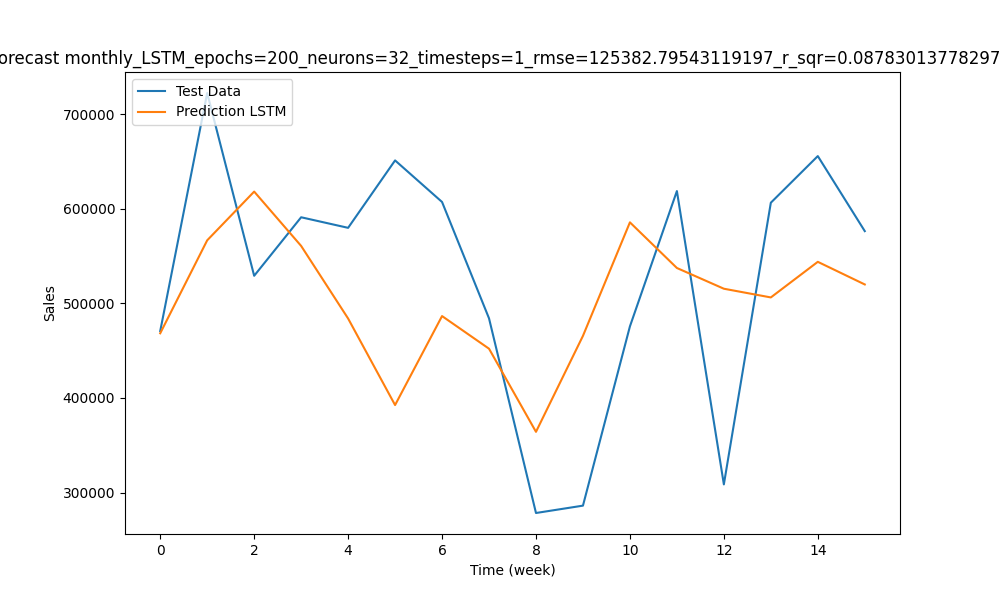 orecast monthly_LSTM_epochs=200_neurons=32_timesteps=1_rmse=125382.79543119197_r_sqr=0.08783013778297
Test Data
Prediction LSTM
700000
600000
500000
400000
300000
Sales
0 2 4 6 8 10 12 14
Time (week)